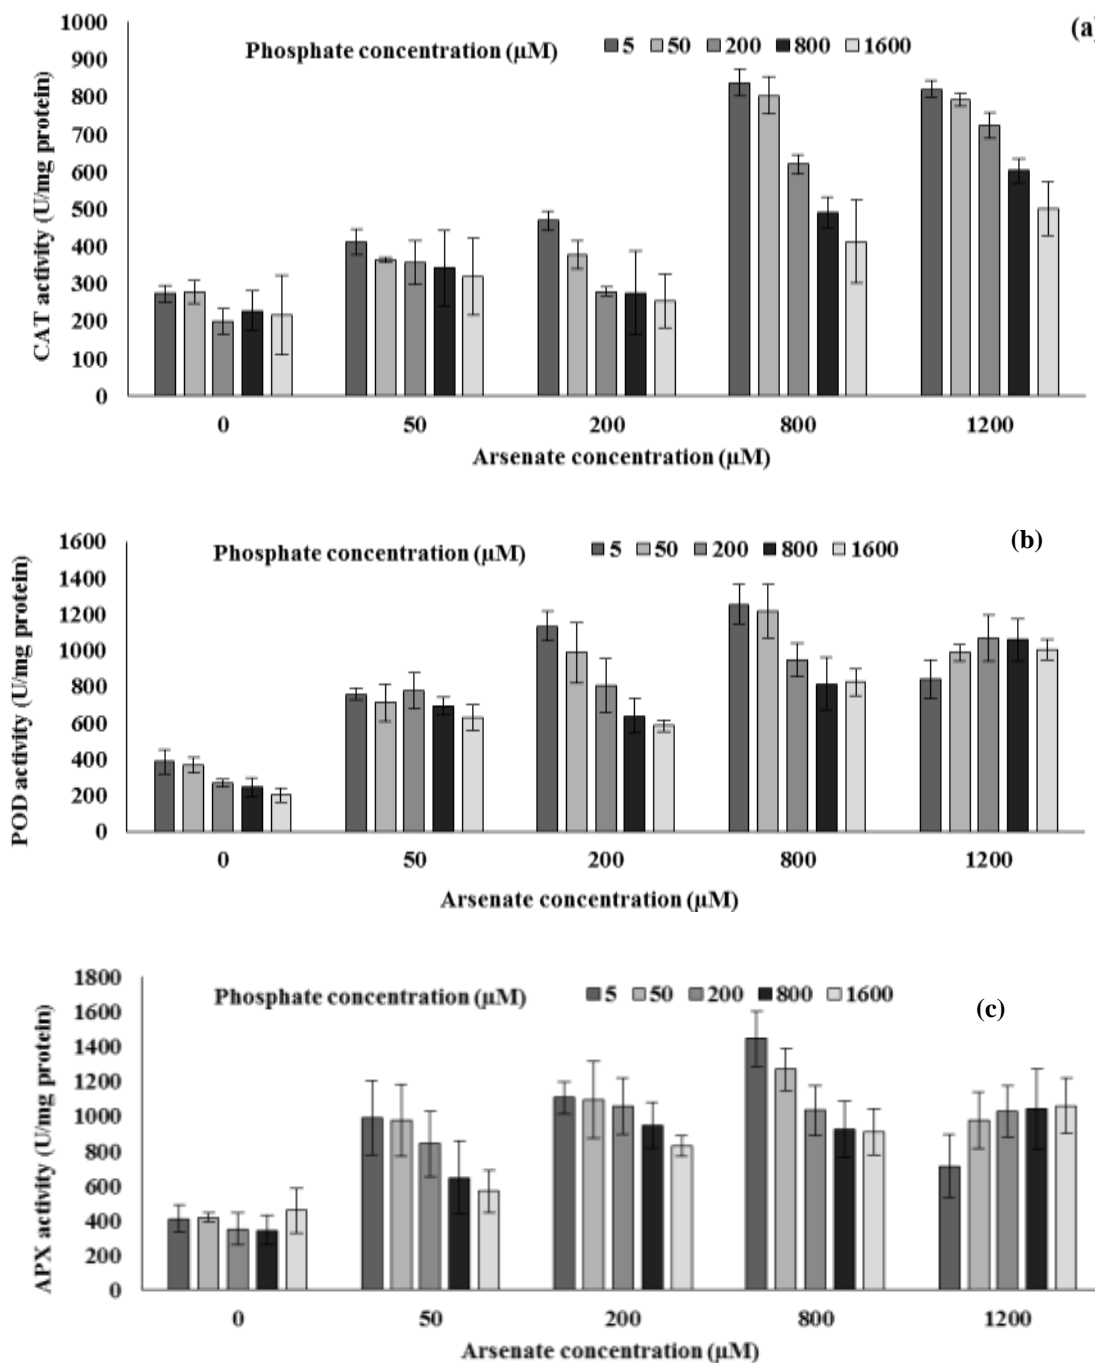 1000
(a)
Phosphate concentration (µM) 5 50 200 800 1600
900
800
700
600
500
400
300
200
100
0
CAT activity (U/mg protein)
0 50 200 800 1200
Arsenate concentration (µM)
1600
Phosphate concentration (µM) 5 50 200 800 1600
(b)
1400
1200
1000
800
600
400
200
0
POD activity (U/mg protein)
0 50 200 800 1200
Arsenate concentration (µM)
1800
Phosphate concentration (µM) 5 50 200 800 1600
(c)
1600
1400
1200
1000
800
600
400
200
0
APX activity (U/mg protein)
0 50 200 800 1200
Arsenate concentration (µM)